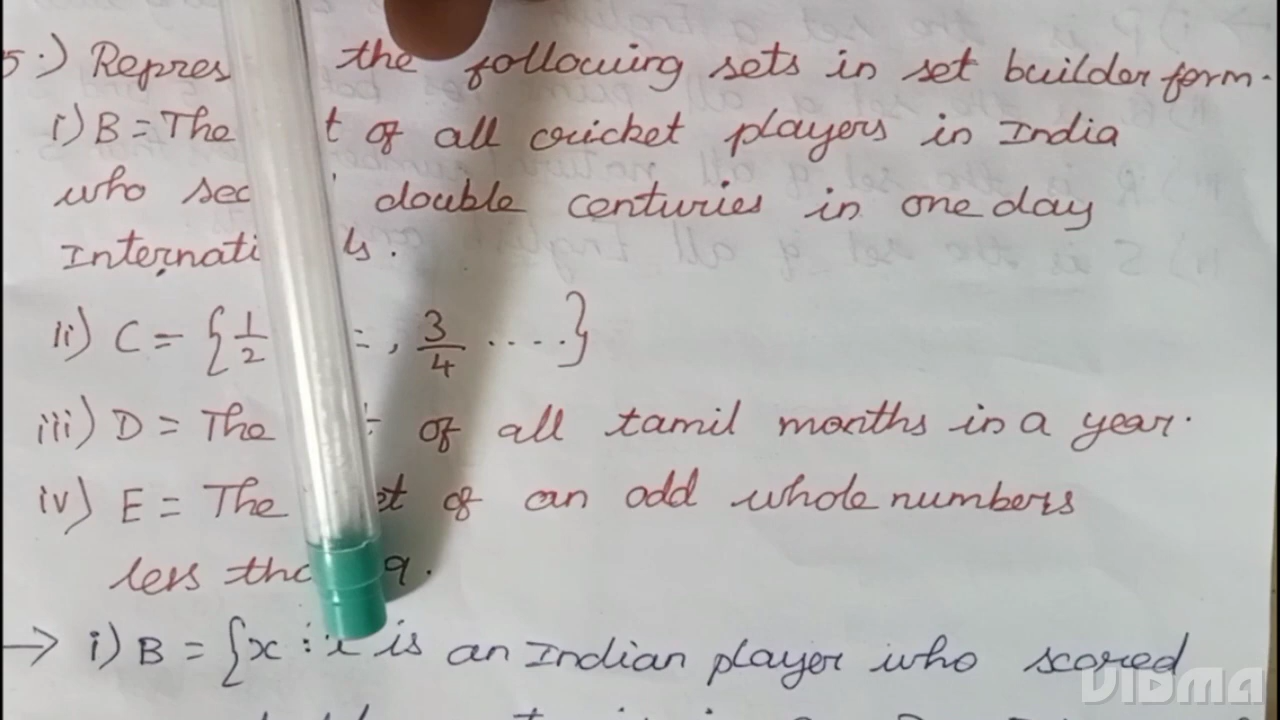 5.) Repres the following sets in set builder form.
i) B = The t of all cricket players in India
who double centuries in one day
Internati ls.
ii) C = {1/2 =, 3/4 ....}
iii) D = The of all tamil months in a year.
iv) E = The et of an odd whole numbers
less tha 9.
→ i) B = {x : x is an Indian player who scored
VIDMA